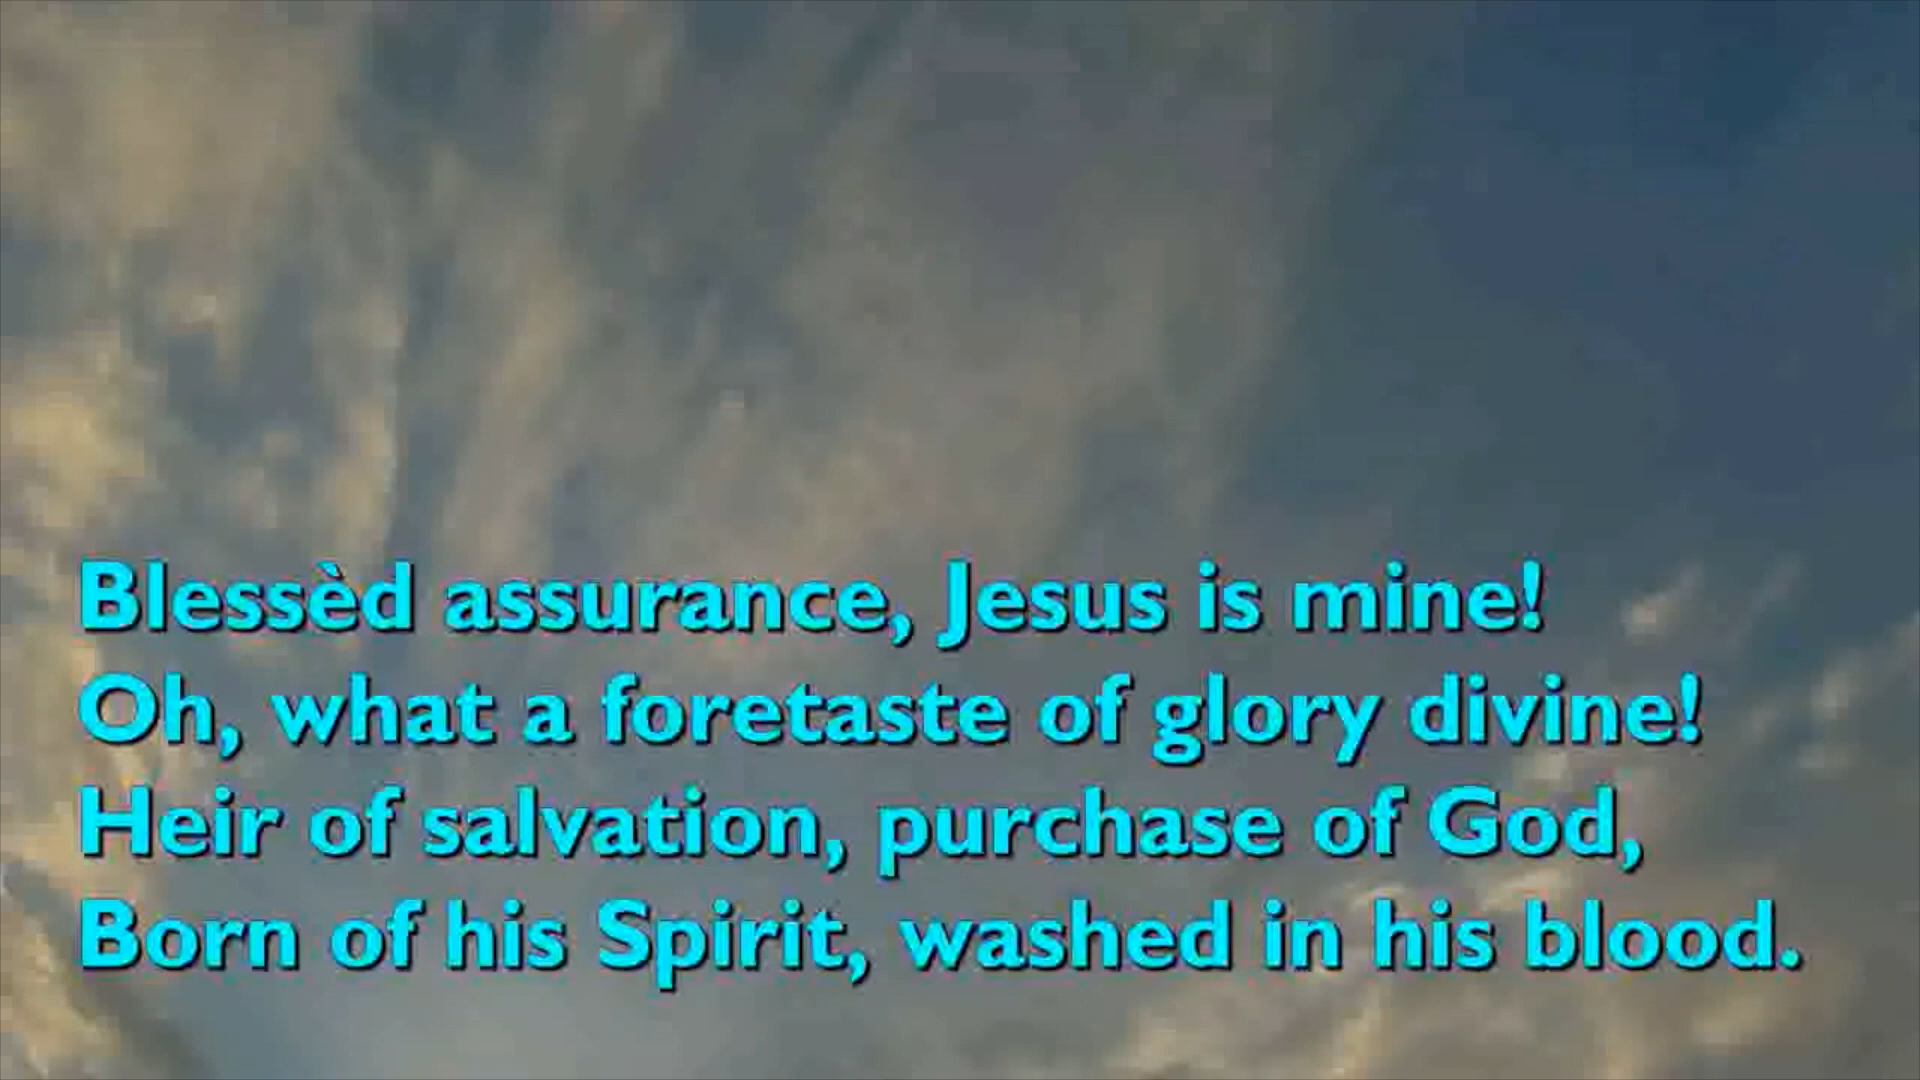 Blessèd assurance, Jesus is mine!
Oh, what a foretaste of glory divine!
Heir of salvation, purchase of God,
Born of his Spirit, washed in his blood.